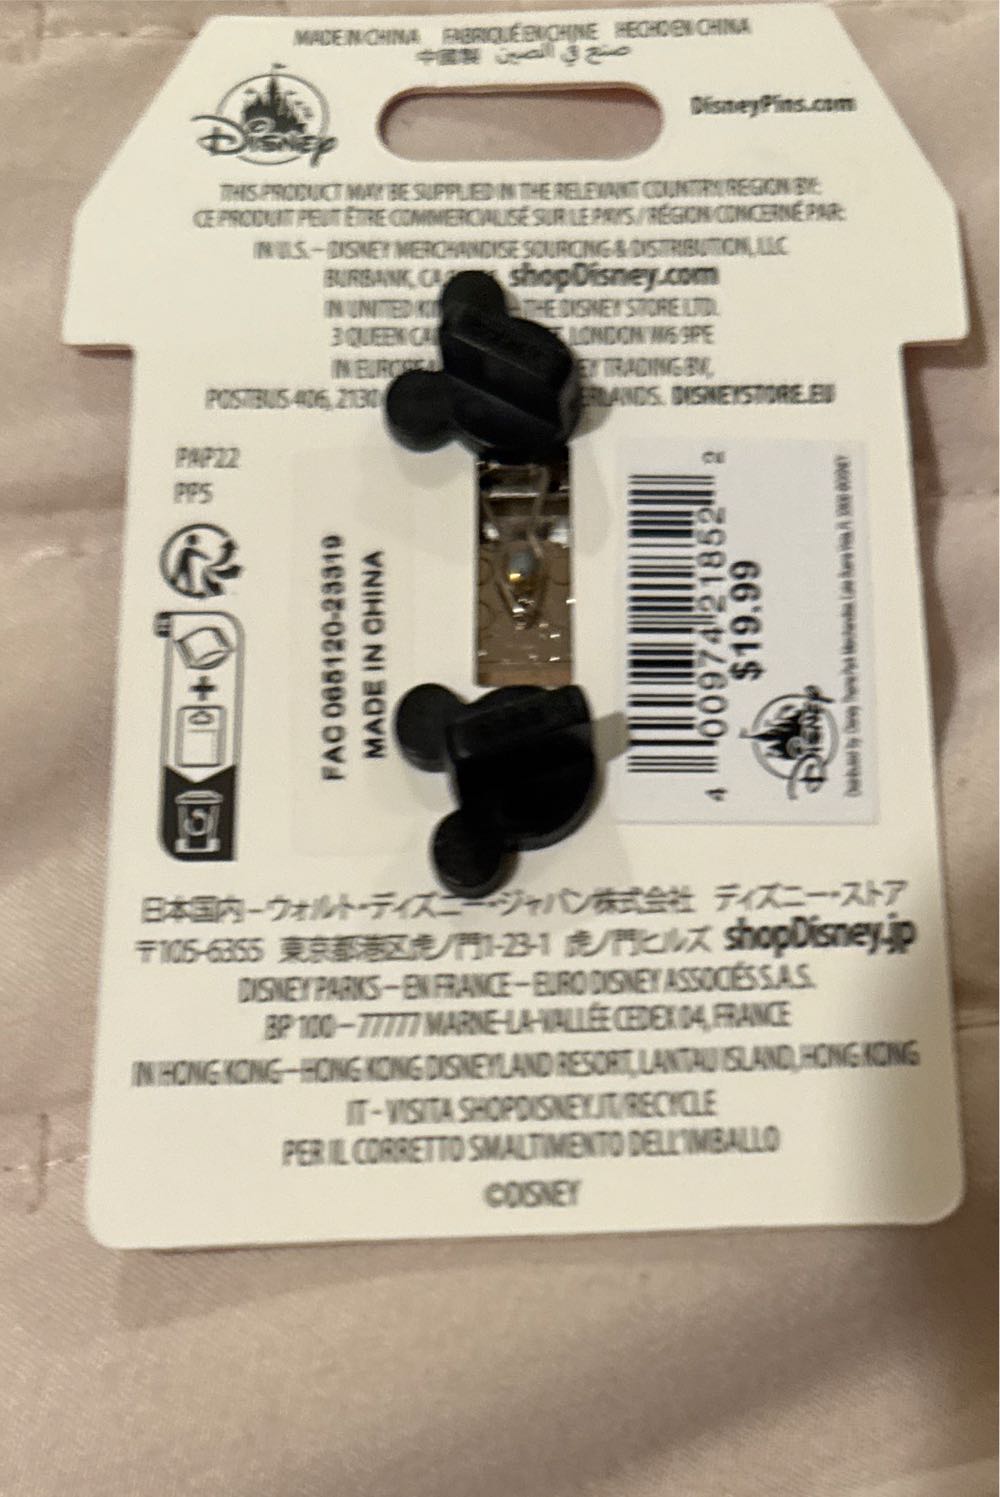 MADE IN CHINA FABRIQUÉ EN CHINE HECHO EN CHINA
中國製 صنع في الصين
Disney
DisneyPins.com
THIS PRODUCT MAY BE SUPPLIED IN THE RELEVANT COUNTRY/REGION BY:
CE PRODUIT PEUT ÊTRE COMMERCIALISÉ SUR LE PAYS / RÉGION CONCERNÉ PAR:
IN U.S. – DISNEY MERCHANDISE SOURCING & DISTRIBUTION, LLC
BURBANK, CA shopDisney.com
IN UNITED THE DISNEY STORE LTD.
3 QUEEN LONDON W6 9PE
IN TRADING BV,
POSTBUS 406, 2130 DISNEYSTORE.EU
PAP22
PP5
FAC 065120-23319
MADE IN CHINA
4 00974 21852 2
$19.99
Disney
日本国内 – ウォルト・ディズニー・ジャパン株式会社 ディズニー・ストア
〒105-6355 東京都港区虎ノ門1-23-1 虎ノ門ヒルズ shopDisney.jp
DISNEY PARKS – EN FRANCE – EURO DISNEY ASSOCIÉS S.A.S.
BP 100 – 77777 MARNE-LA-VALLÉE CEDEX 04, FRANCE
IN HONG KONG – HONG KONG DISNEYLAND RESORT, LANTAU ISLAND, HONG KONG
IT - VISITA SHOPDISNEY.IT/RECYCLE
PER IL CORRETTO SMALTIMENTO DELL'IMBALLO
©DISNEY